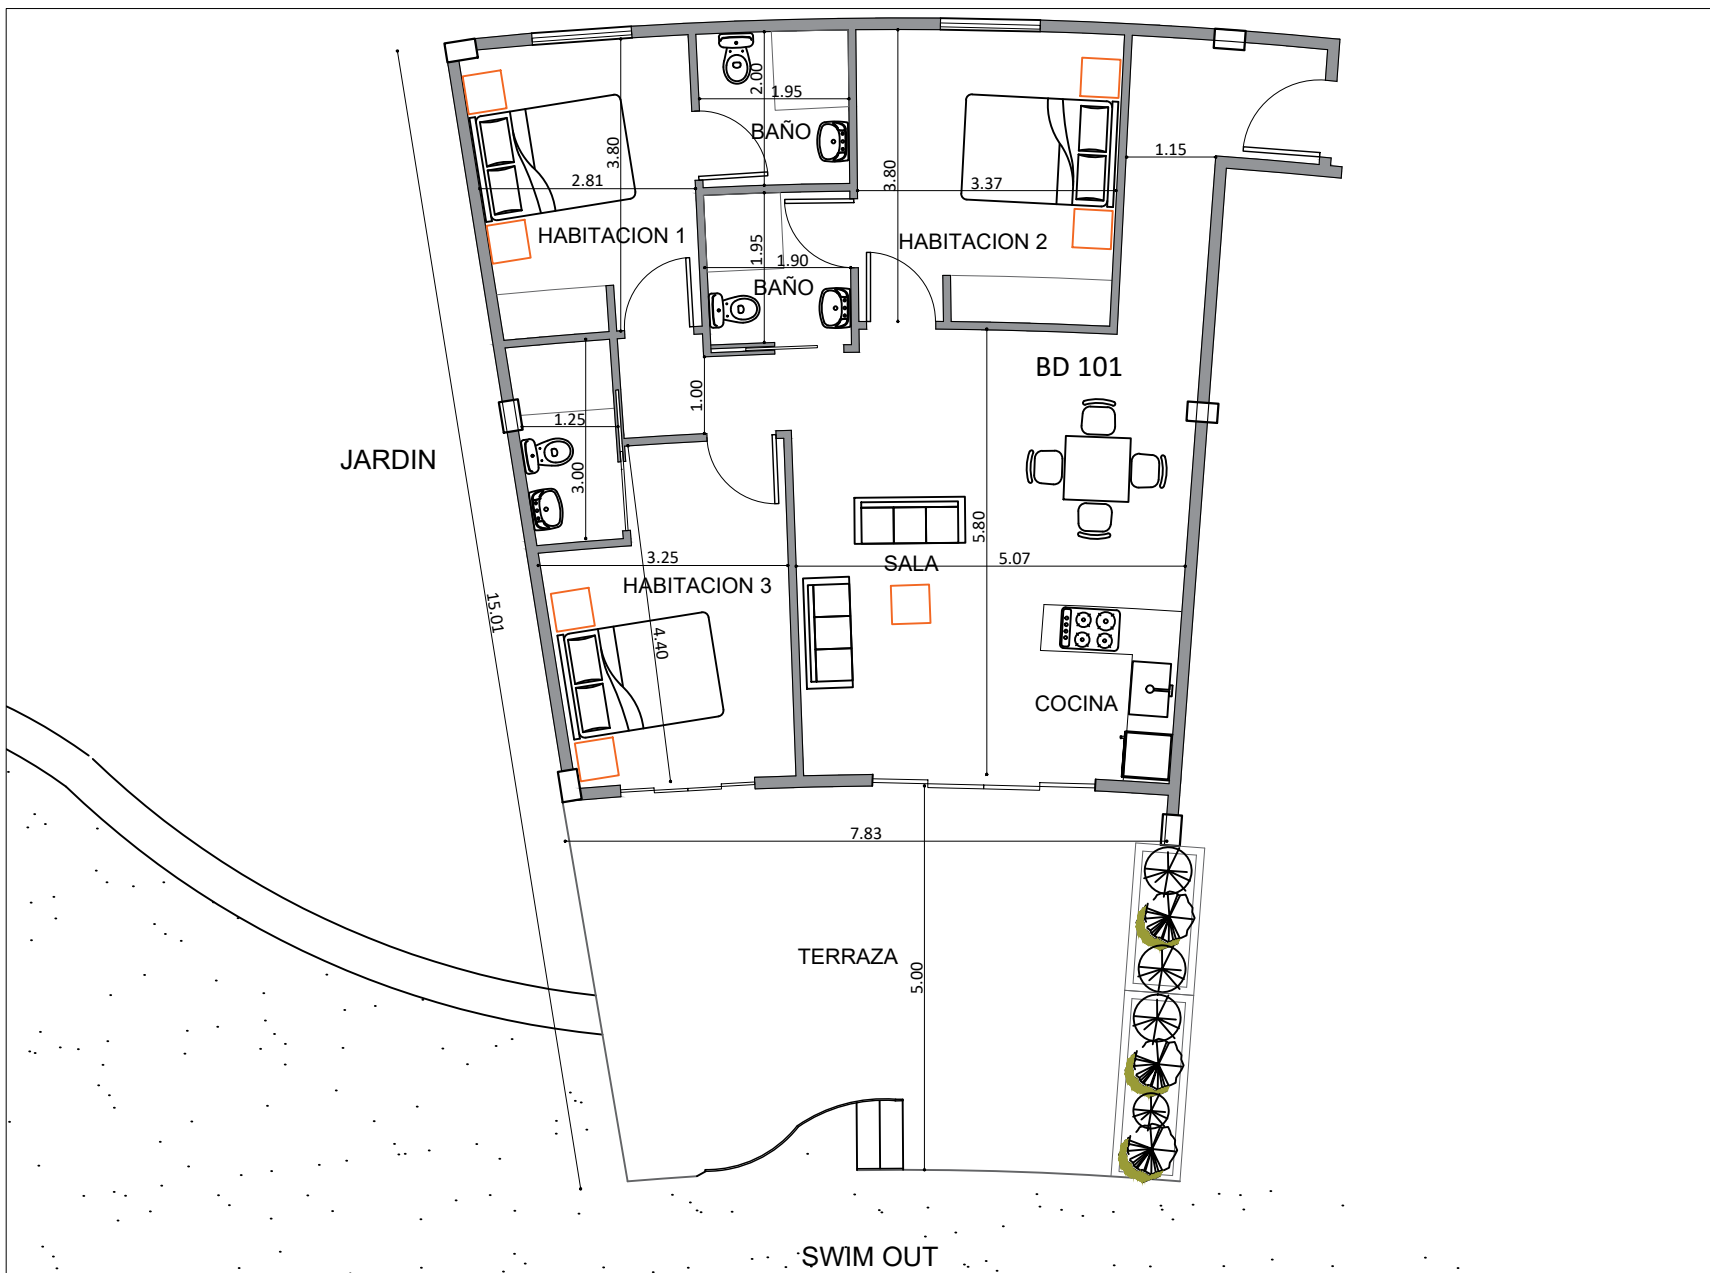 2.00
1.95
BAÑO
3.80
2.81
HABITACION 1
3.80
3.37
HABITACION 2
1.15
1.95
1.90
BAÑO
BD 101
1.00
1.25
3.00
JARDIN
15.01
3.25
HABITACION 3
4.40
5.80
5.07
SALA
COCINA
7.83
TERRAZA
5.00
SWIM OUT